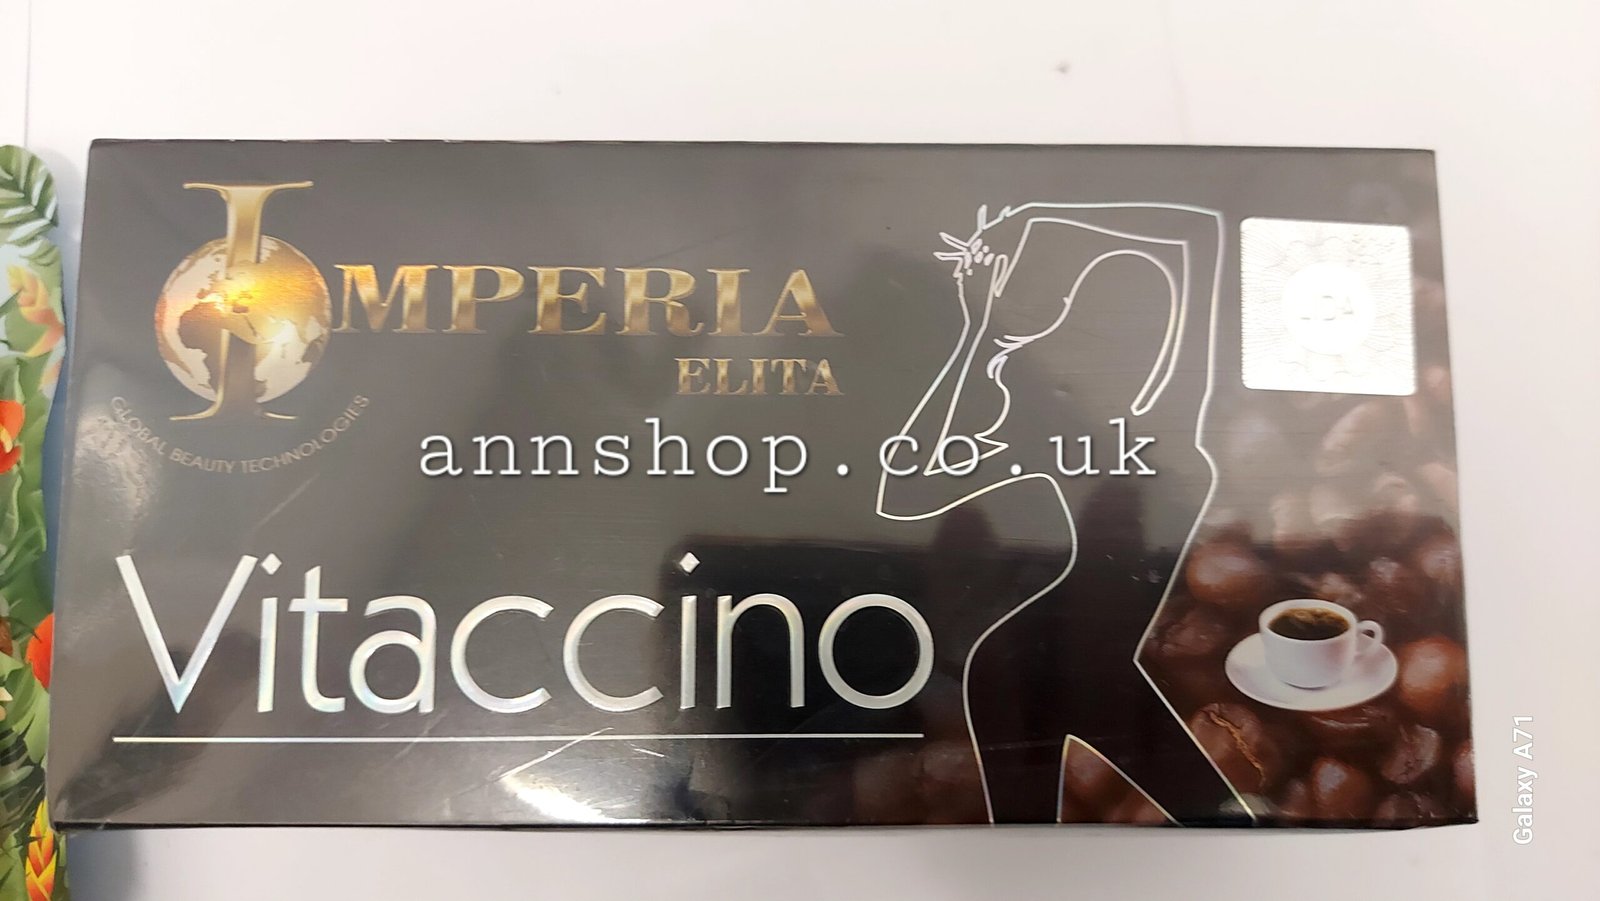 IMPERIA
ELITA
GLOBAL BEAUTY TECHNOLOGIES
annshop.co.uk
Vitaccino
Galaxy A71